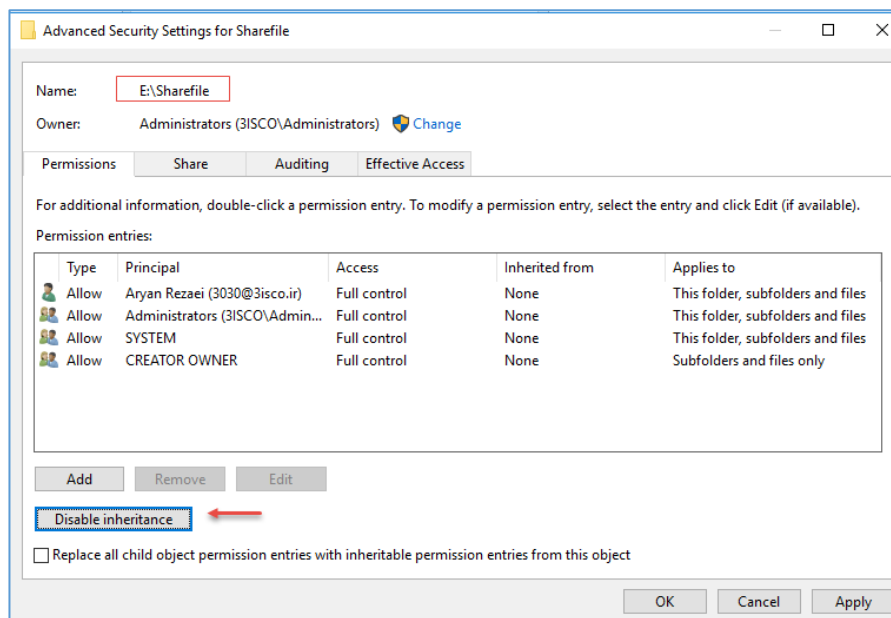 Advanced Security Settings for Sharefile
Name: E:\Sharefile
Owner: Administrators (3ISCO\Administrators) Change
Permissions Share Auditing Effective Access
For additional information, double-click a permission entry. To modify a permission entry, select the entry and click Edit (if available).
Permission entries:
Type Principal Access Inherited from Applies to
Allow Aryan Rezaei (3030@3isco.ir) Full control None This folder, subfolders and files
Allow Administrators (3ISCO\Admin... Full control None This folder, subfolders and files
Allow SYSTEM Full control None This folder, subfolders and files
Allow CREATOR OWNER Full control None Subfolders and files only
Add Remove Edit
Disable inheritance
Replace all child object permission entries with inheritable permission entries from this object
OK Cancel Apply